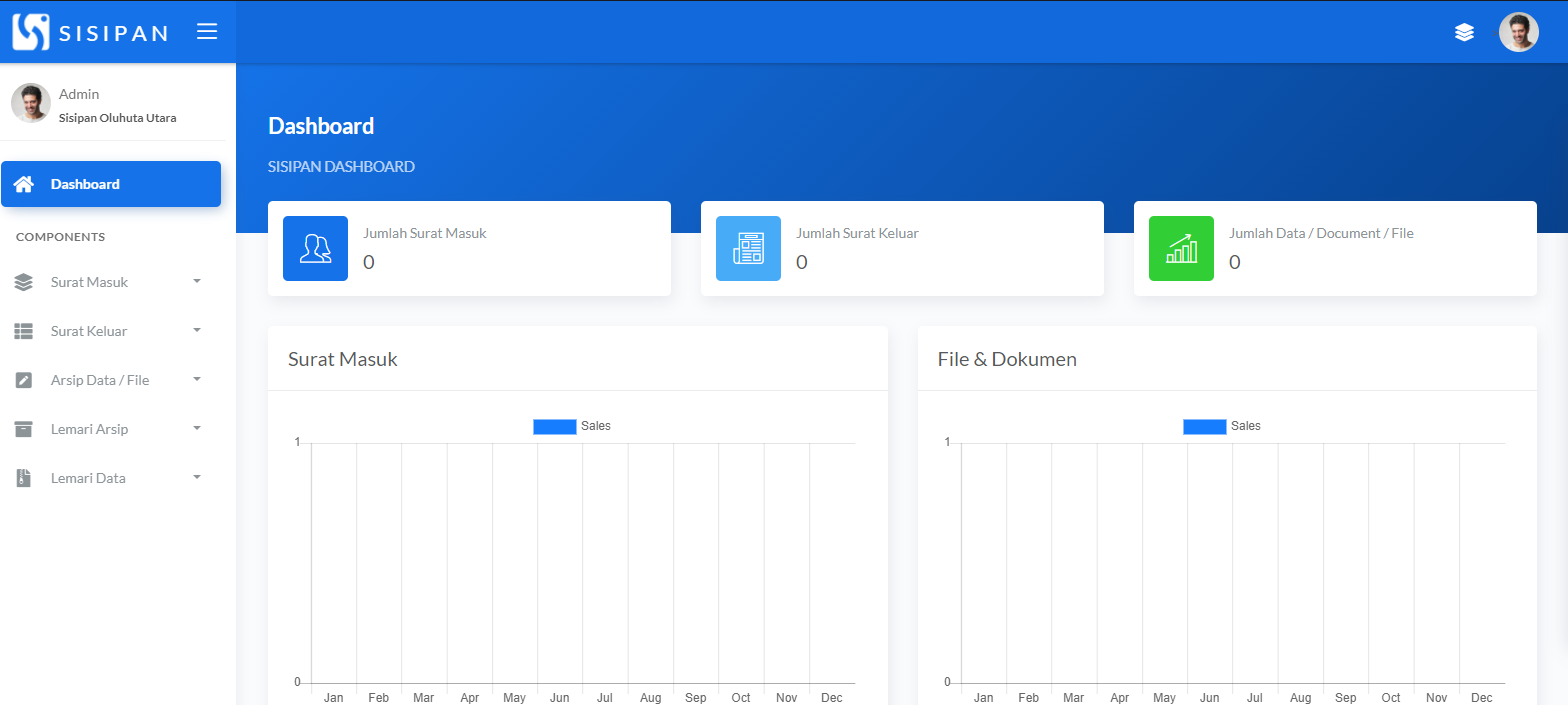 SISIPAN
Admin
Sisipan Oluhuta Utara
Dashboard
COMPONENTS
Surat Masuk
Surat Keluar
Arsip Data / File
Lemari Arsip
Lemari Data
Dashboard
SISIPAN DASHBOARD
Jumlah Surat Masuk
0
Jumlah Surat Keluar
0
Jumlah Data / Document / File
0
Surat Masuk
Sales
1
0
Jan Feb Mar Apr May Jun Jul Aug Sep Oct Nov Dec
File & Dokumen
Sales
1
0
Jan Feb Mar Apr May Jun Jul Aug Sep Oct Nov Dec